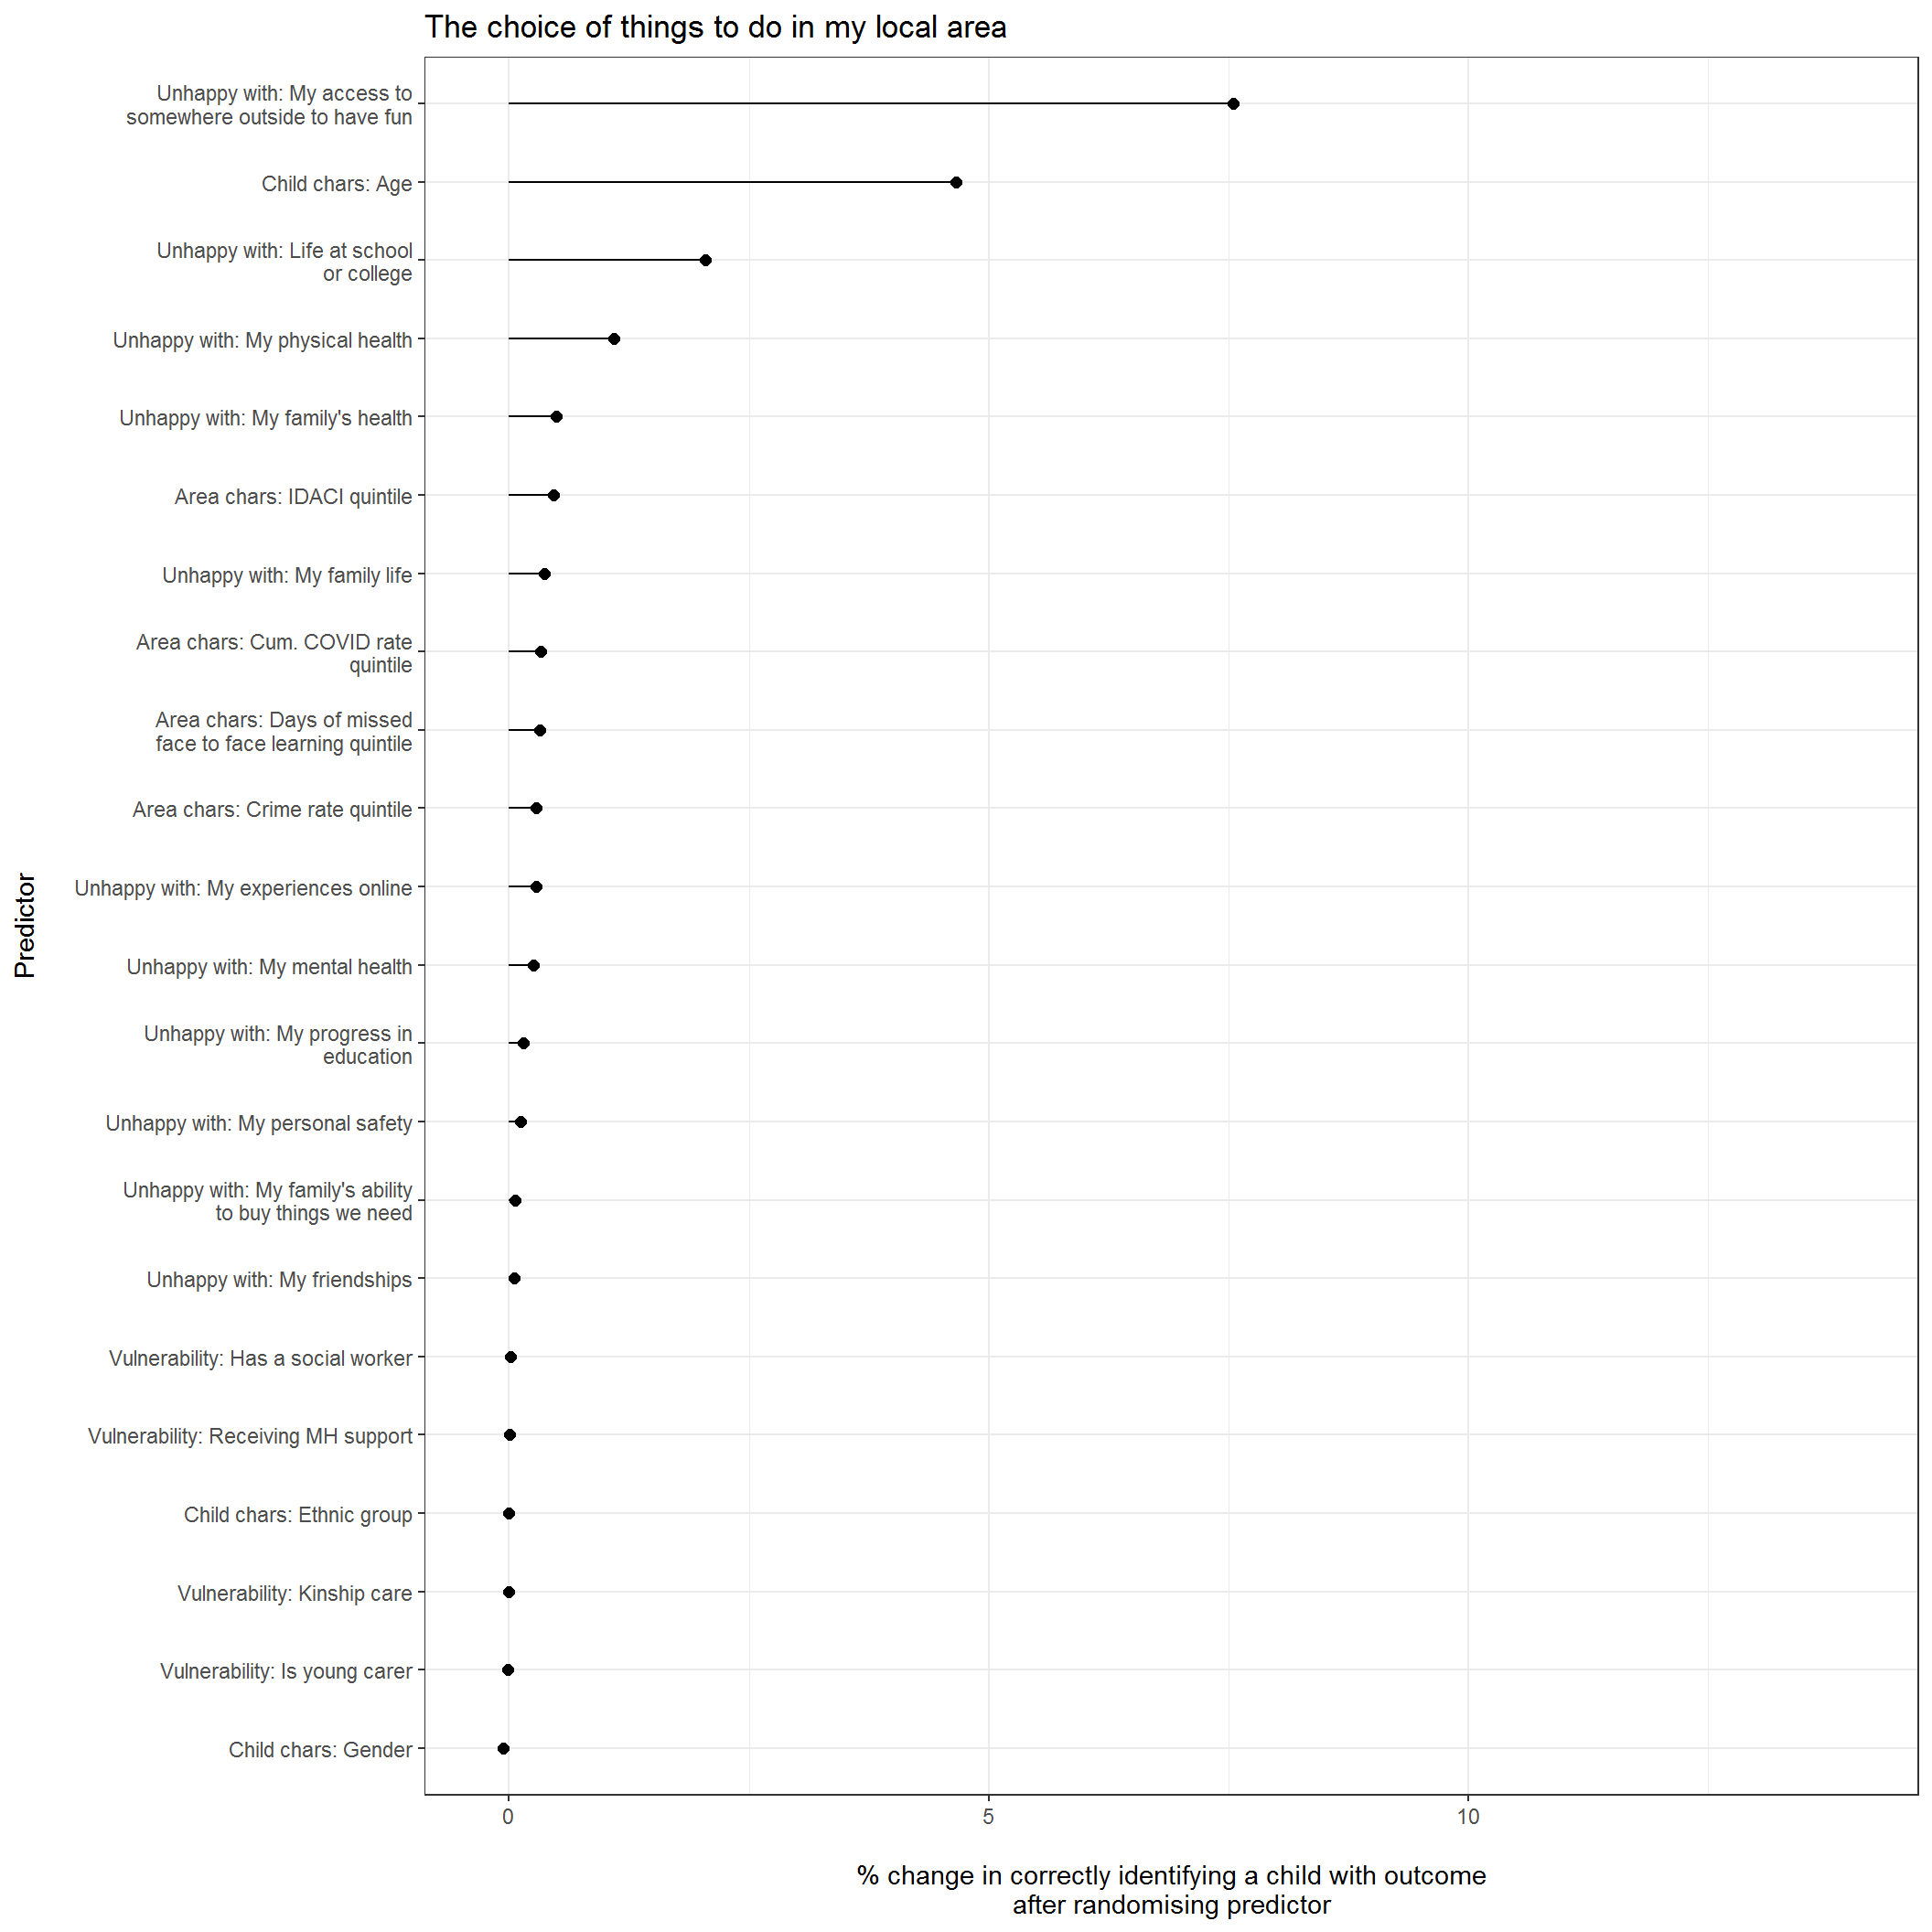 The choice of things to do in my local area
Unhappy with: My access to
somewhere outside to have fun
Child chars: Age
Unhappy with: Life at school
or college
Unhappy with: My physical health
Unhappy with: My family's health
Area chars: IDACI quintile
Unhappy with: My family life
Area chars: Cum. COVID rate
quintile
Area chars: Days of missed
face to face learning quintile
Area chars: Crime rate quintile
Unhappy with: My experiences online
Unhappy with: My mental health
Unhappy with: My progress in
education
Unhappy with: My personal safety
Unhappy with: My family's ability
to buy things we need
Unhappy with: My friendships
Vulnerability: Has a social worker
Vulnerability: Receiving MH support
Child chars: Ethnic group
Vulnerability: Kinship care
Vulnerability: Is young carer
Child chars: Gender
Predictor
0 5 10
% change in correctly identifying a child with outcome
after randomising predictor